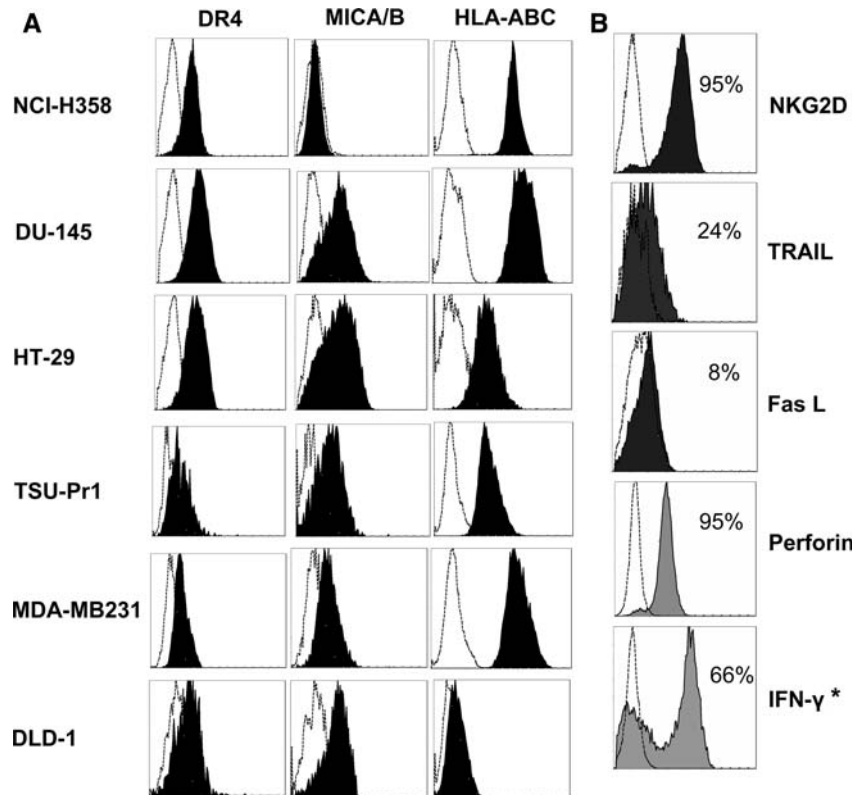 A
DR4 MICA/B HLA-ABC
NCI-H358
DU-145
HT-29
TSU-Pr1
MDA-MB231
DLD-1
B
95% NKG2D
24% TRAIL
8% Fas L
95% Perforin
66% IFN-γ *